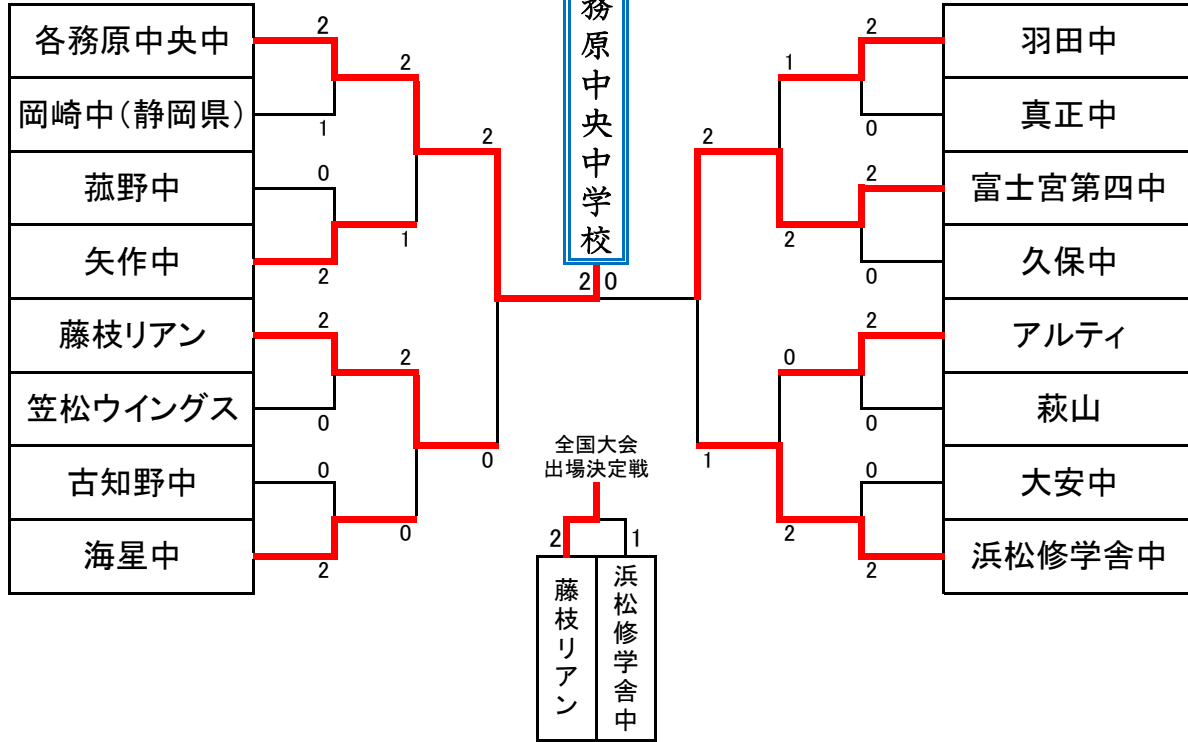 各務原中央中
岡崎中(静岡県)
菰野中
矢作中
藤枝リアン
笠松ウイングス
古知野中
海星中
2
1
0
2
2
0
0
2
2
1
2
0
2
0
務原中央中学校
2 0
全国大会
出場決定戦
2 1
藤枝リアン
浜松修学舎中
2
1
1
2
0
2
2
0
2
0
2
0
0
2
羽田中
真正中
富士宮第四中
久保中
アルティ
萩山
大安中
浜松修学舎中